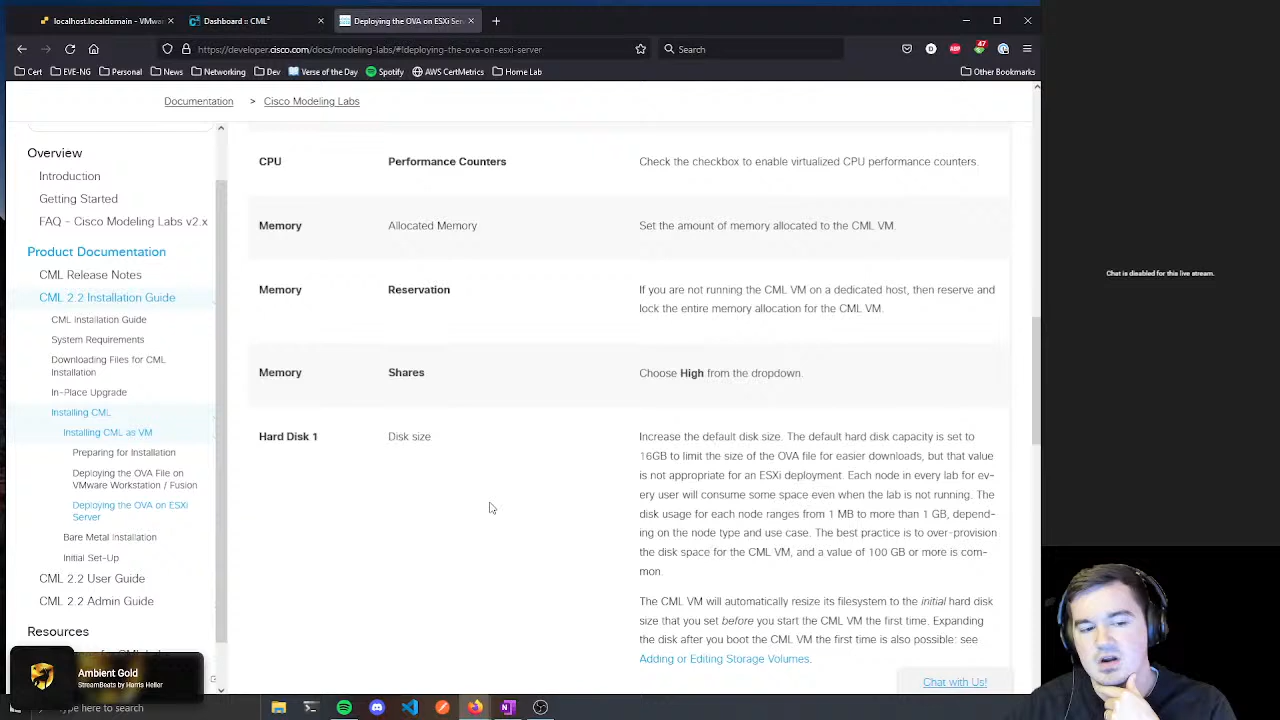 localhost.localdomain - VMware
Dashboard :: CML²
Deploying the OVA on ESXi Ser
https://developer.cisco.com/docs/modeling-labs/#!deploying-the-ova-on-esxi-server
Search
47
Cert
EVE-NG
Personal
News
Networking
Dev
Verse of the Day
Spotify
AWS CertMetrics
Home Lab
Other Bookmarks
Documentation > Cisco Modeling Labs
Overview
Introduction
Getting Started
FAQ - Cisco Modeling Labs v2.x
Product Documentation
CML Release Notes
CML 2.2 Installation Guide
CML Installation Guide
System Requirements
Downloading Files for CML
Installation
In-Place Upgrade
Installing CML
Installing CML as VM
Preparing for Installation
Deploying the OVA File on
VMware Workstation / Fusion
Deploying the OVA on ESXi
Server
Bare Metal Installation
Initial Set-Up
CML 2.2 User Guide
CML 2.2 Admin Guide
Resources
CPU
Performance Counters
Check the checkbox to enable virtualized CPU performance counters.
Memory
Allocated Memory
Set the amount of memory allocated to the CML VM.
Memory
Reservation
If you are not running the CML VM on a dedicated host, then reserve and
lock the entire memory allocation for the CML VM.
Memory
Shares
Choose High from the dropdown.
Hard Disk 1
Disk size
Increase the default disk size. The default hard disk capacity is set to
16GB to limit the size of the OVA file for easier downloads, but that value
is not appropriate for an ESXi deployment. Each node in every lab for ev-
ery user will consume some space even when the lab is not running. The
disk usage for each node ranges from 1 MB to more than 1 GB, depend-
ing on the node type and use case. The best practice is to over-provision
the disk space for the CML VM, and a value of 100 GB or more is com-
mon.
The CML VM will automatically resize its filesystem to the initial hard disk
size that you set before you start the CML VM the first time. Expanding
the disk after you boot the CML VM the first time is also possible: see
Adding or Editing Storage Volumes.
Chat with Us!
Chat is disabled for this live stream.
Ambient Gold
StreamBeats by Harris Heller
here to search